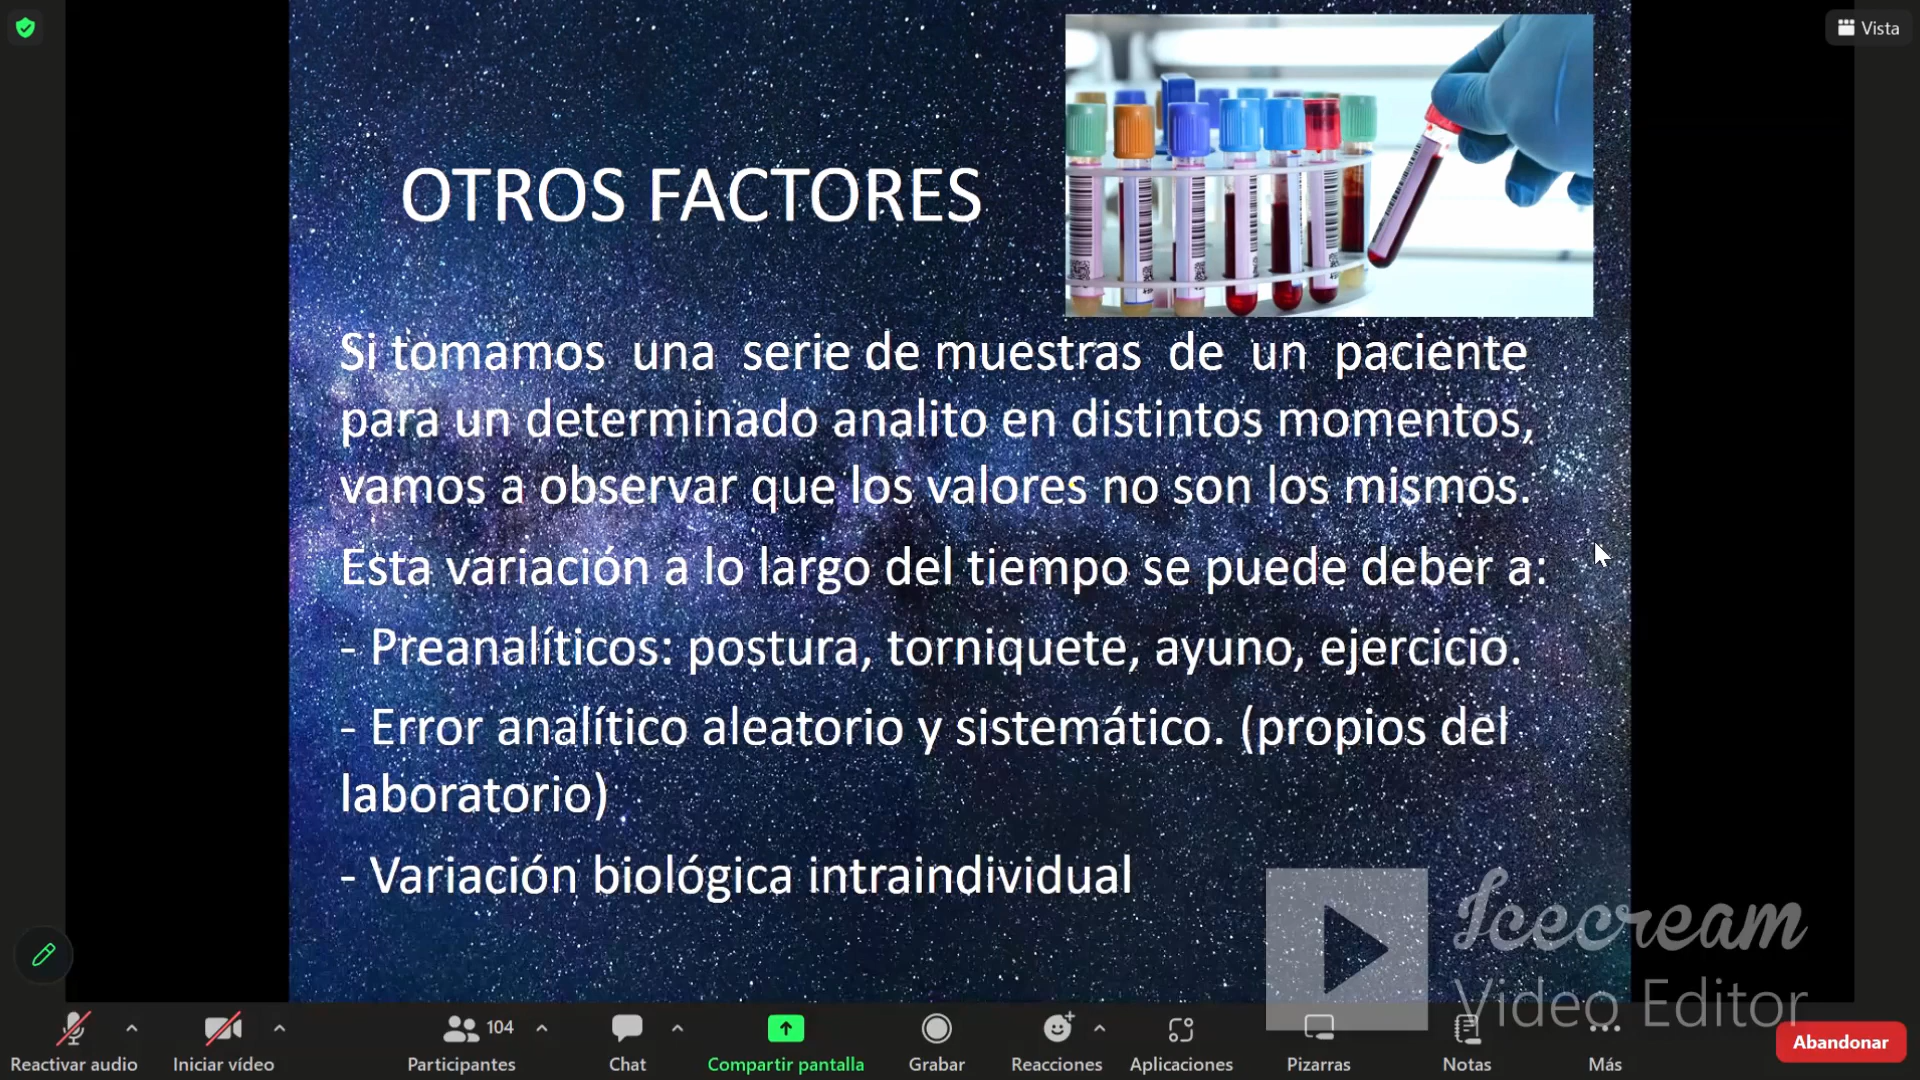 Vista
OTROS FACTORES
Si tomamos una serie de muestras de un paciente
para un determinado analito en distintos momentos,
vamos a observar que los valores no son los mismos.
Esta variación a lo largo del tiempo se puede deber a:
- Preanalíticos: postura, torniquete, ayuno, ejercicio.
- Error analítico aleatorio y sistemático. (propios del
laboratorio)
- Variación biológica intraindividual
Icecream
Video Editor
104
Reactivar audio
Iniciar vídeo
Participantes
Chat
Compartir pantalla
Grabar
Reacciones
Aplicaciones
Pizarras
Notas
Más
Abandonar